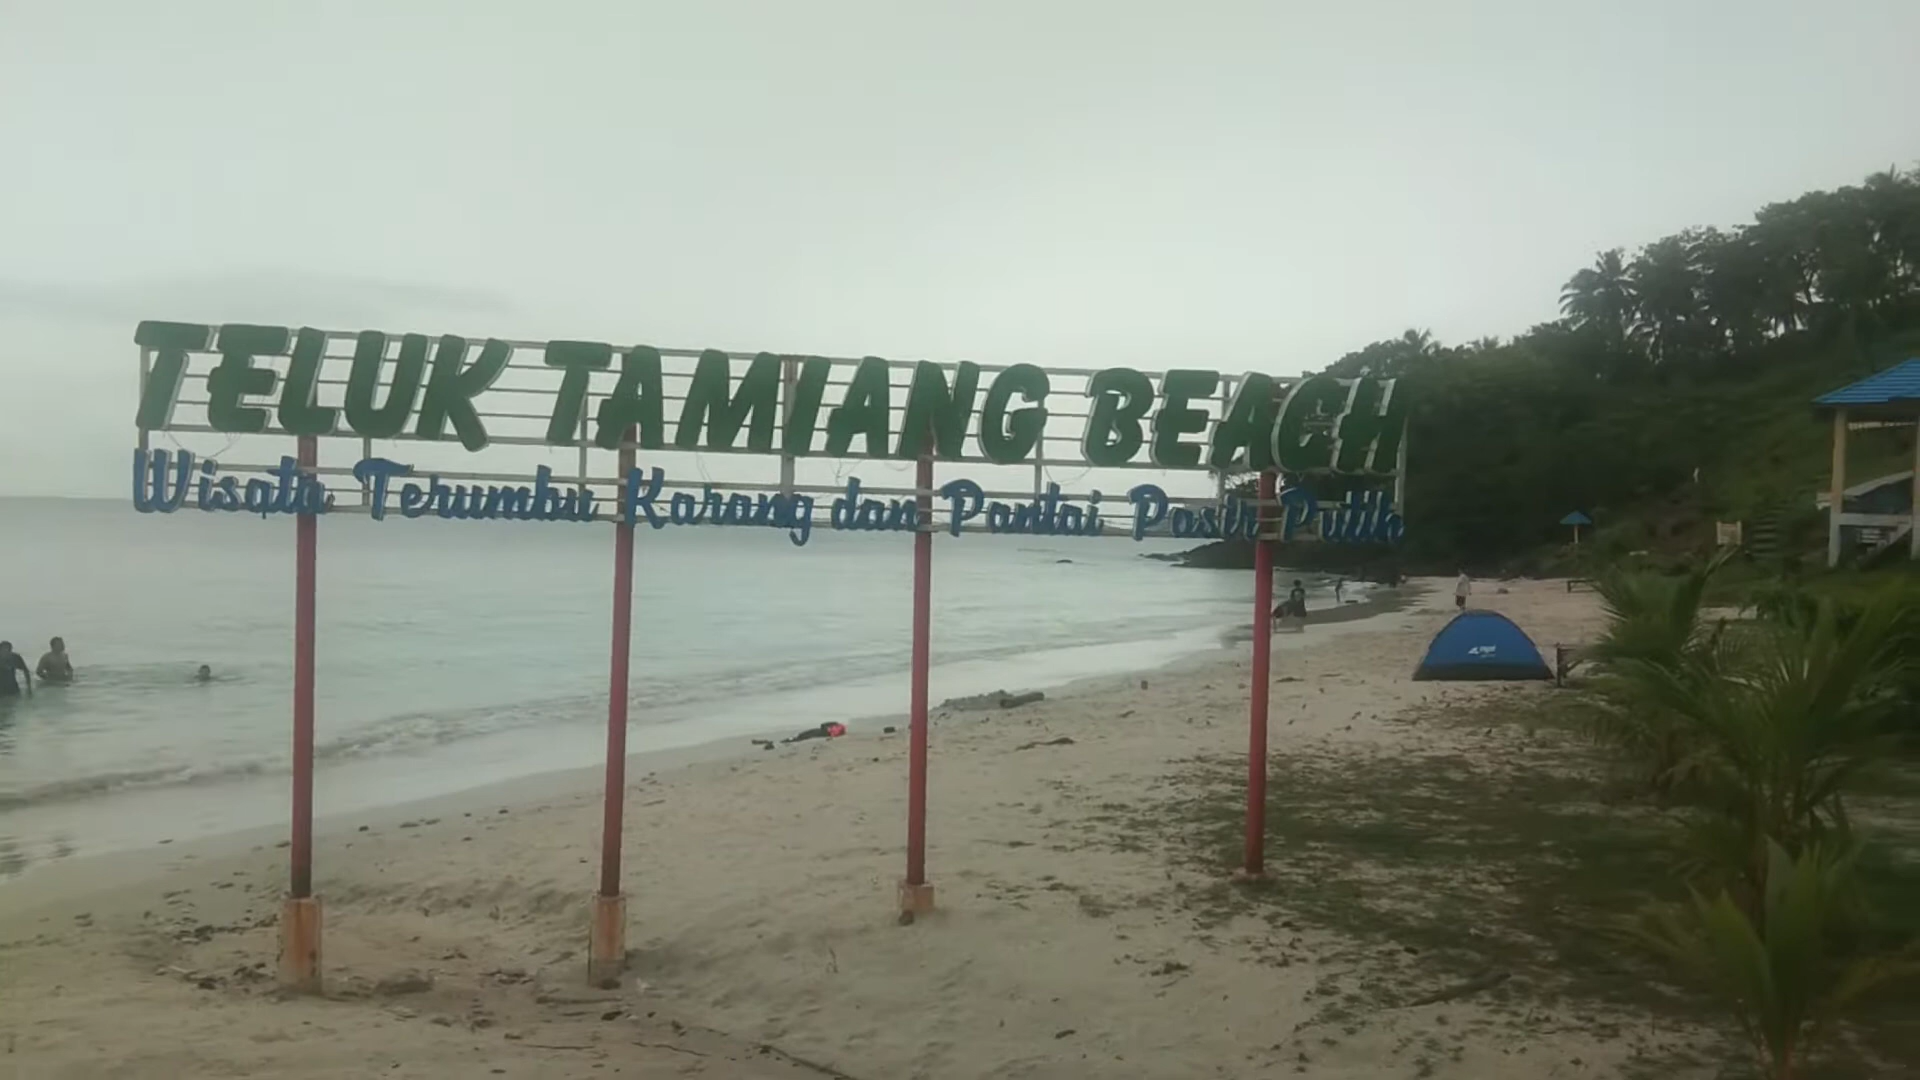 TELUK TAMIANG BEACH
Wisata Terumbu Karang dan Pantai Pasir Putih